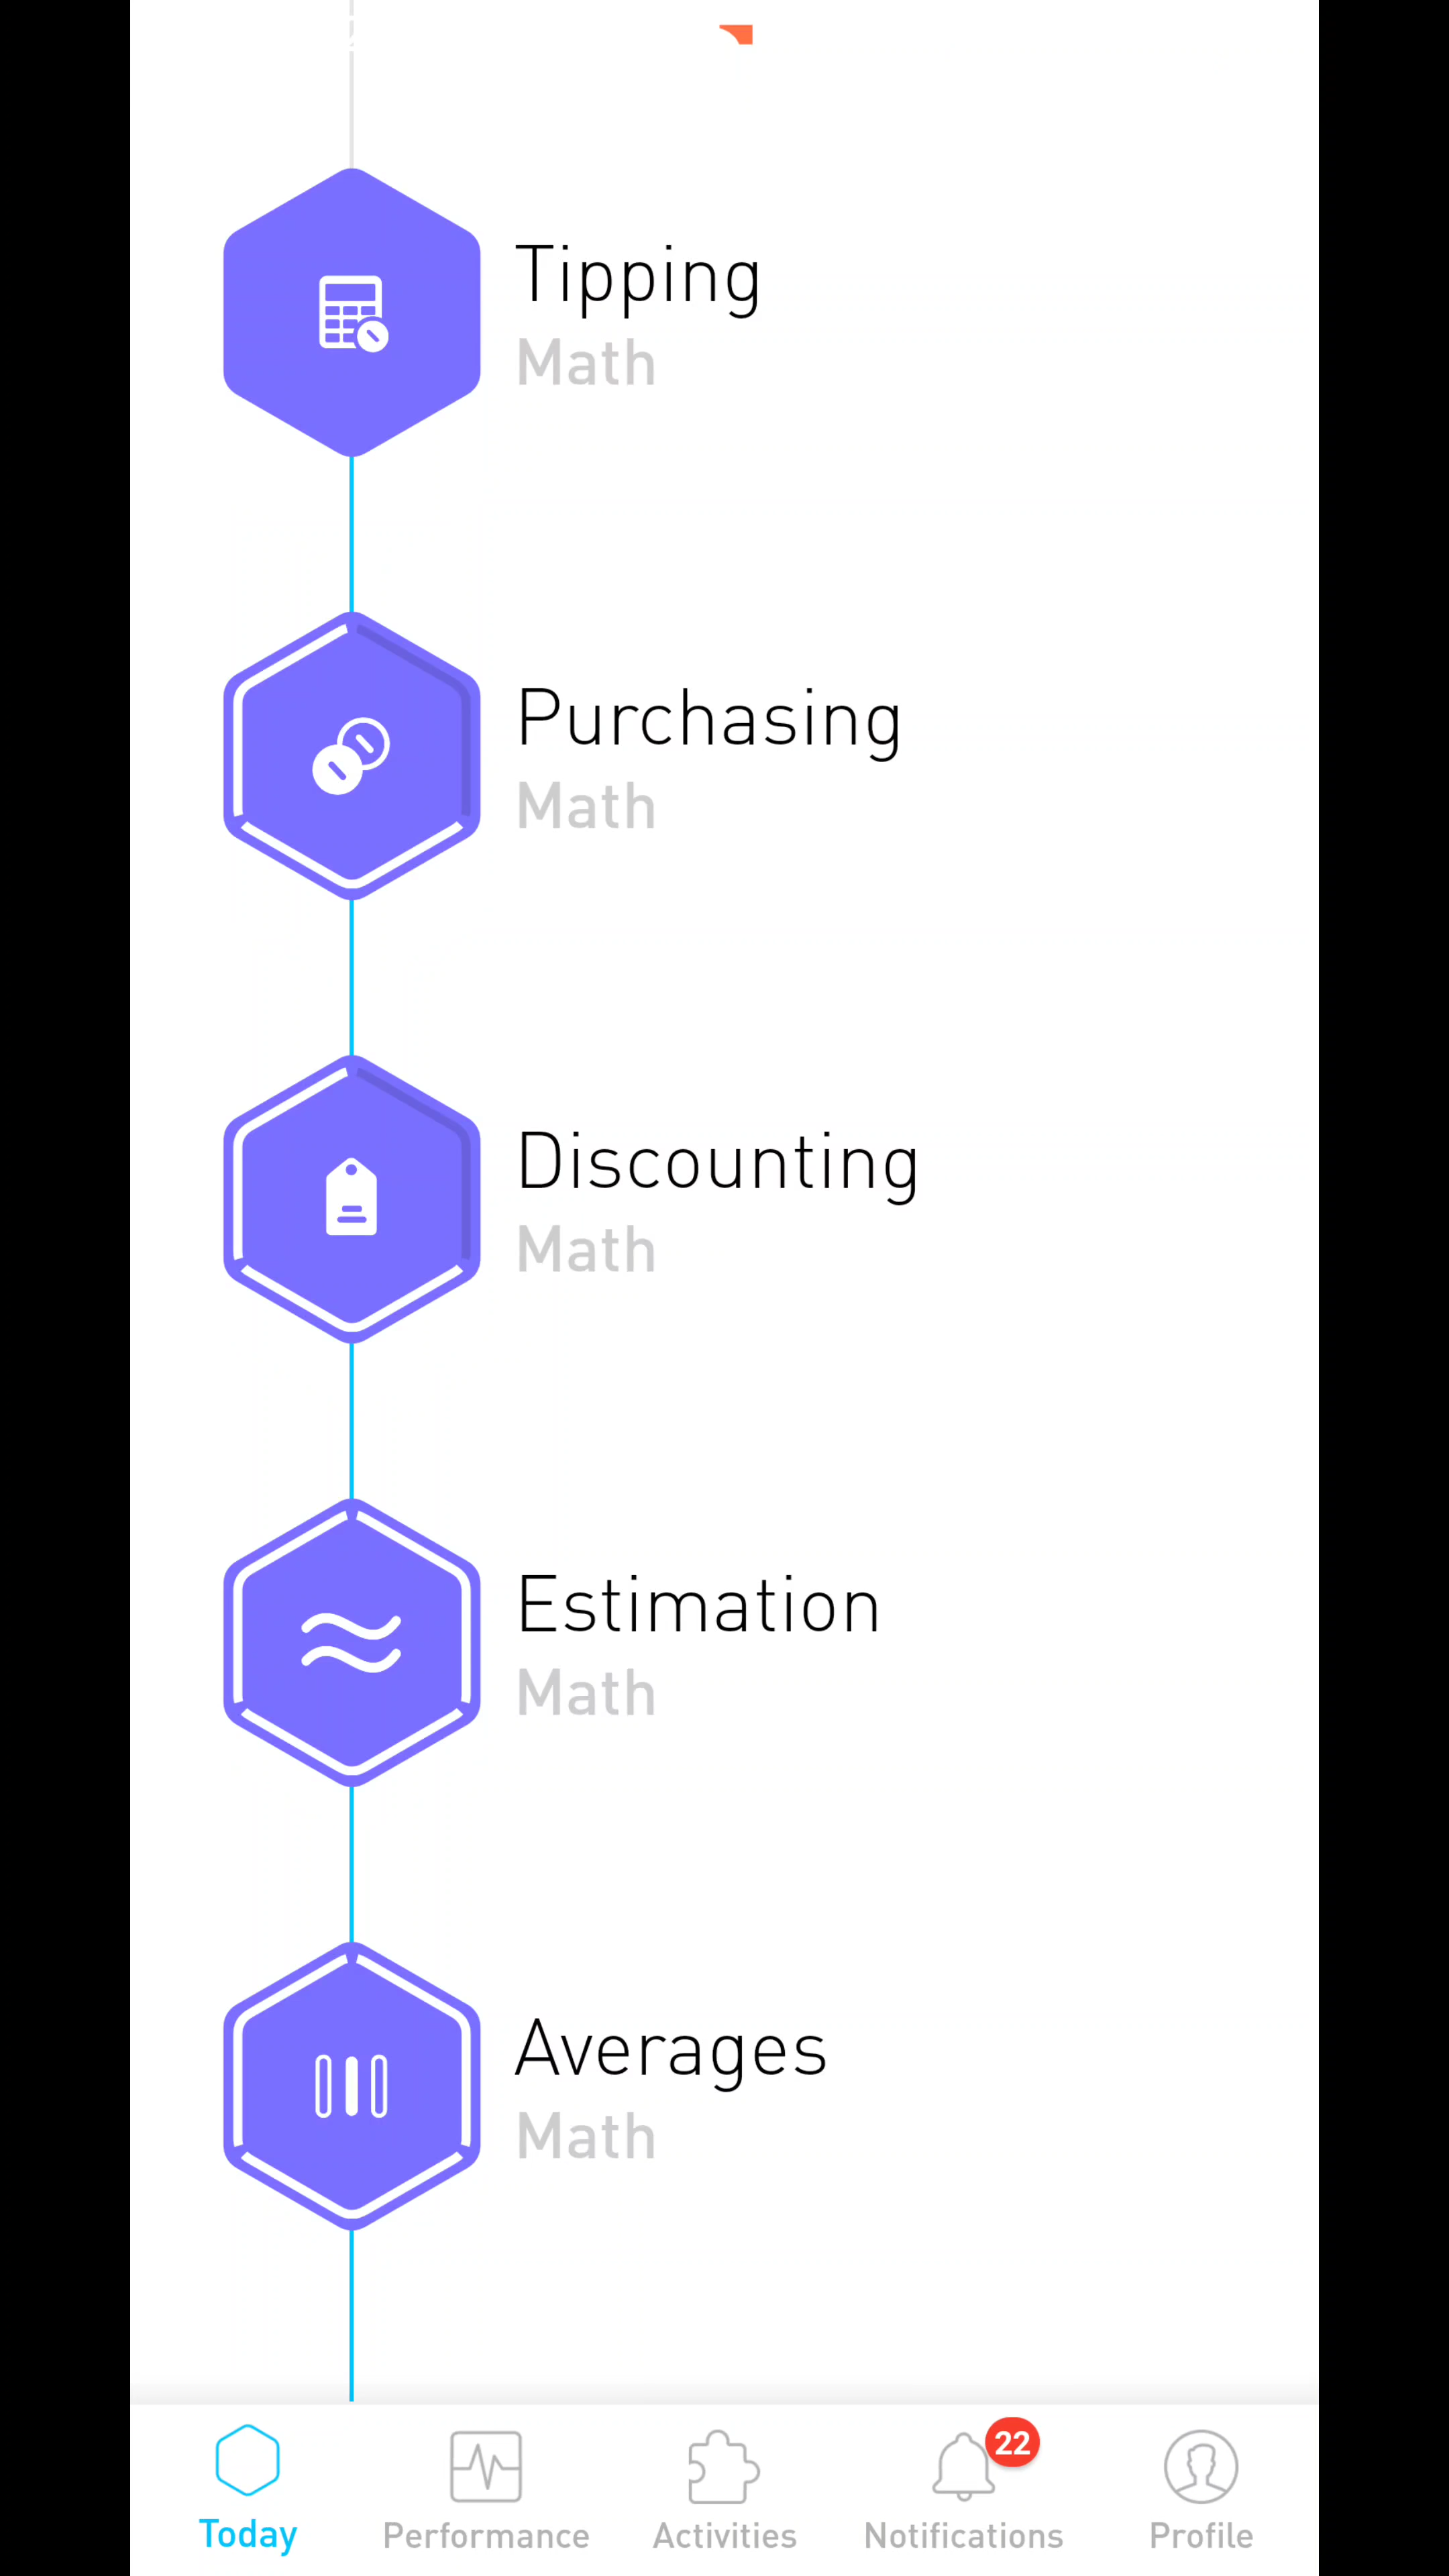 Tipping
Math
Purchasing
Math
Discounting
Math
Estimation
Math
Averages
Math
22
Today
Performance
Activities
Notifications
Profile